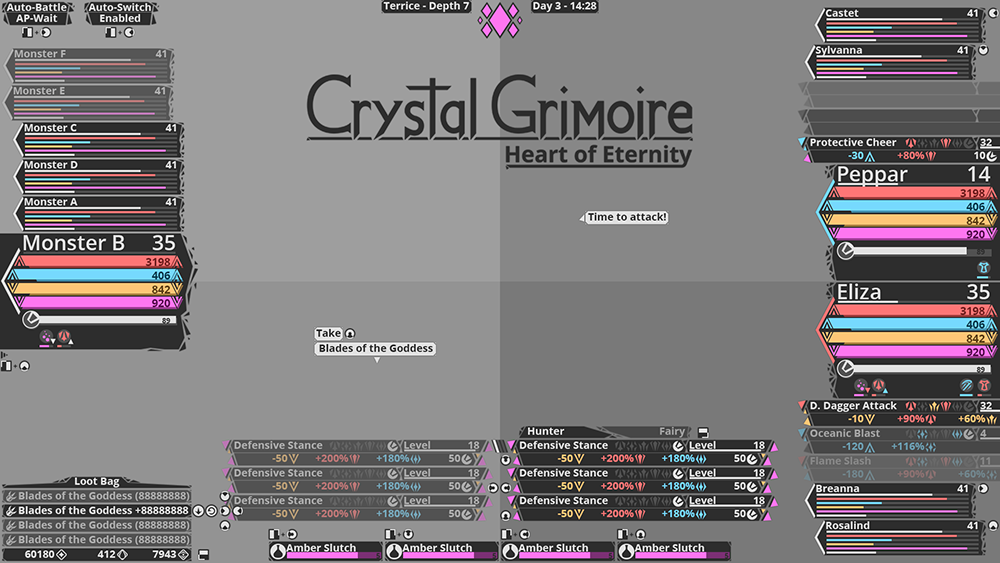 Auto-Battle
AP-Wait
Auto-Switch
Enabled
Terrice - Depth 7
Day 3 - 14:28
Monster F 41
Monster E 41
Monster C 41
Monster D 41
Monster A 41
Monster B 35
3198
406
842
920
89
Crystal Grimoire
Heart of Eternity
Time to attack!
Take
Blades of the Goddess
Castet 41
Sylvanna 41
Protective Cheer 32
-30 +80% 10
Peppar 14
3198
406
842
920
Eliza 35
3198
406
842
920
89
D. Dagger Attack 32
-10 +90% +60%
Oceanic Blast 4
-120 +116%
Flame Slash 11
-180 +90% +60%
Breanna 41
Rosalind 41
Defensive Stance Level 18
-50 +200% +180% 50
Defensive Stance Level 18
-50 +200% +180% 50
Defensive Stance Level 18
-50 +200% +180% 50
Hunter Fairy
Defensive Stance Level 18
-50 +200% +180% 50
Defensive Stance Level 18
-50 +200% +180% 50
Defensive Stance Level 18
-50 +200% +180% 50
Loot Bag
Blades of the Goddess (88888888)
Blades of the Goddess +88888888
Blades of the Goddess (88888888)
Blades of the Goddess (88888888)
60180 412 7943
Amber Slutch
Amber Slutch
Amber Slutch
Amber Slutch